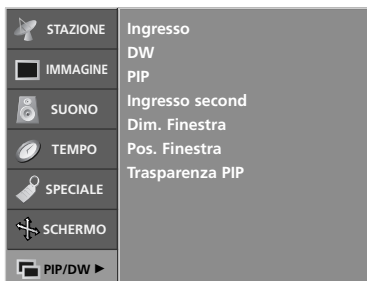 STAZIONE
IMMAGINE
SUONO
TEMPO
SPECIALE
SCHERMO
PIP/DW ►
Ingresso
DW
PIP
Ingresso second
Dim. Finestra
Pos. Finestra
Trasparenza PIP